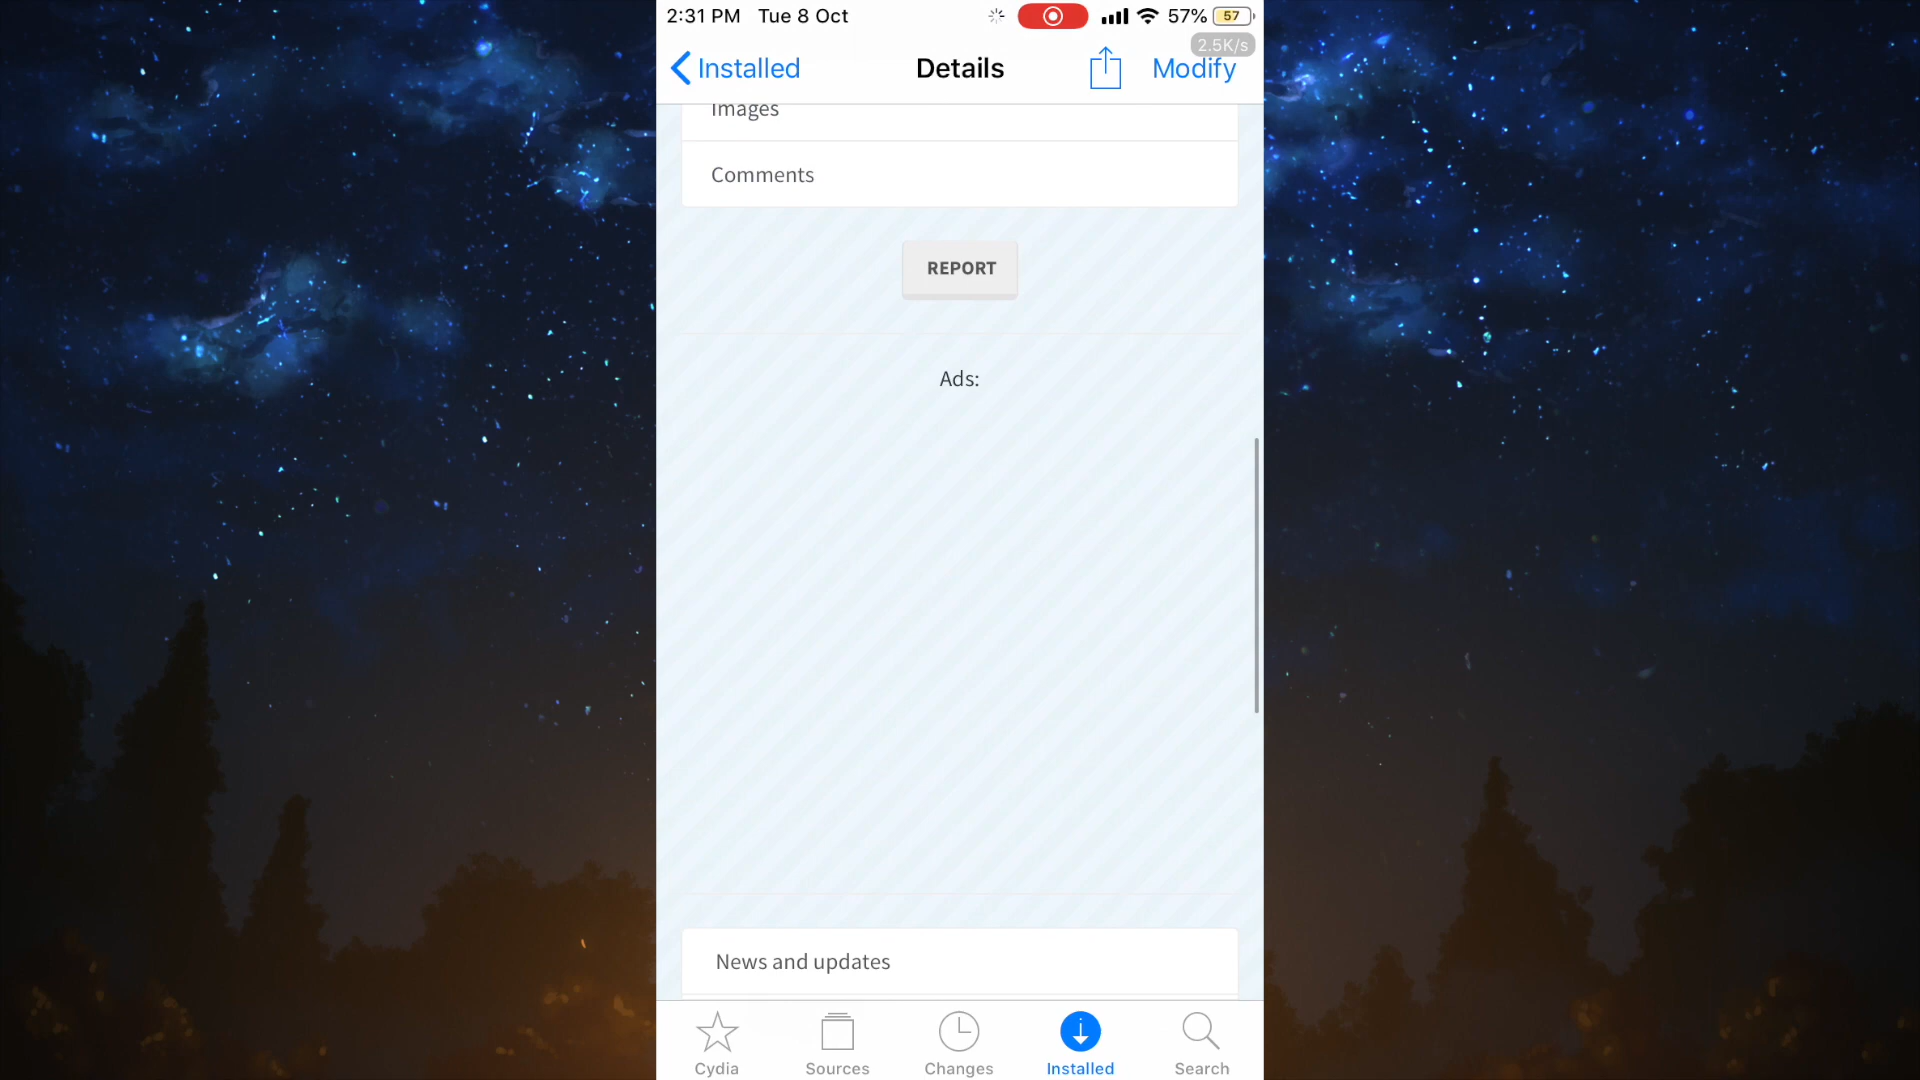 2:31 PM Tue 8 Oct 57% 57
2.5K/s
Installed Details Modify
Images
Comments
REPORT
Ads:
News and updates
Cydia Sources Changes Installed Search